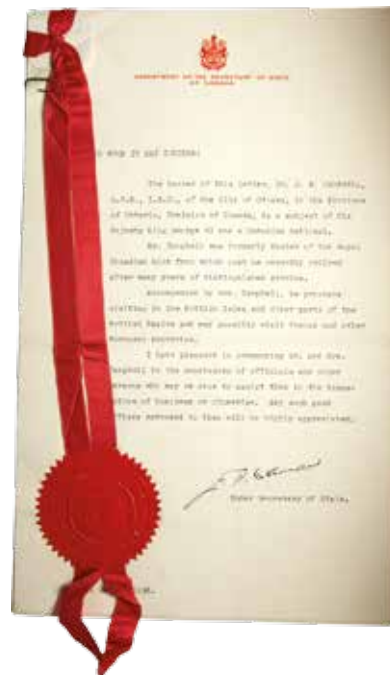 DEPARTMENT OF THE SECRETARY OF STATE
OF CANADA
WHOM IT MAY CONCERN:
The bearer of this letter, Mr. Campbell,
of the City of Ottawa, in the Province
of Ontario, Dominion of Canada, is a subject of His
Majesty King George VI and a Canadian national.
Mr. Campbell was formerly Master of the Royal
Canadian Mint from which post he recently retired
after many years of distinguished service.
Accompanied by Mrs. Campbell, he proposes
visiting in the British Isles and other parts of the
British Empire and may possibly visit France and other
European countries.
I have pleasure in commending Mr. and Mrs.
Campbell to the courtesies of officials and other
persons who may be able to assist them in the
of business or otherwise. Any such good
offices extended to them will be highly appreciated.
Under Secretary of State.